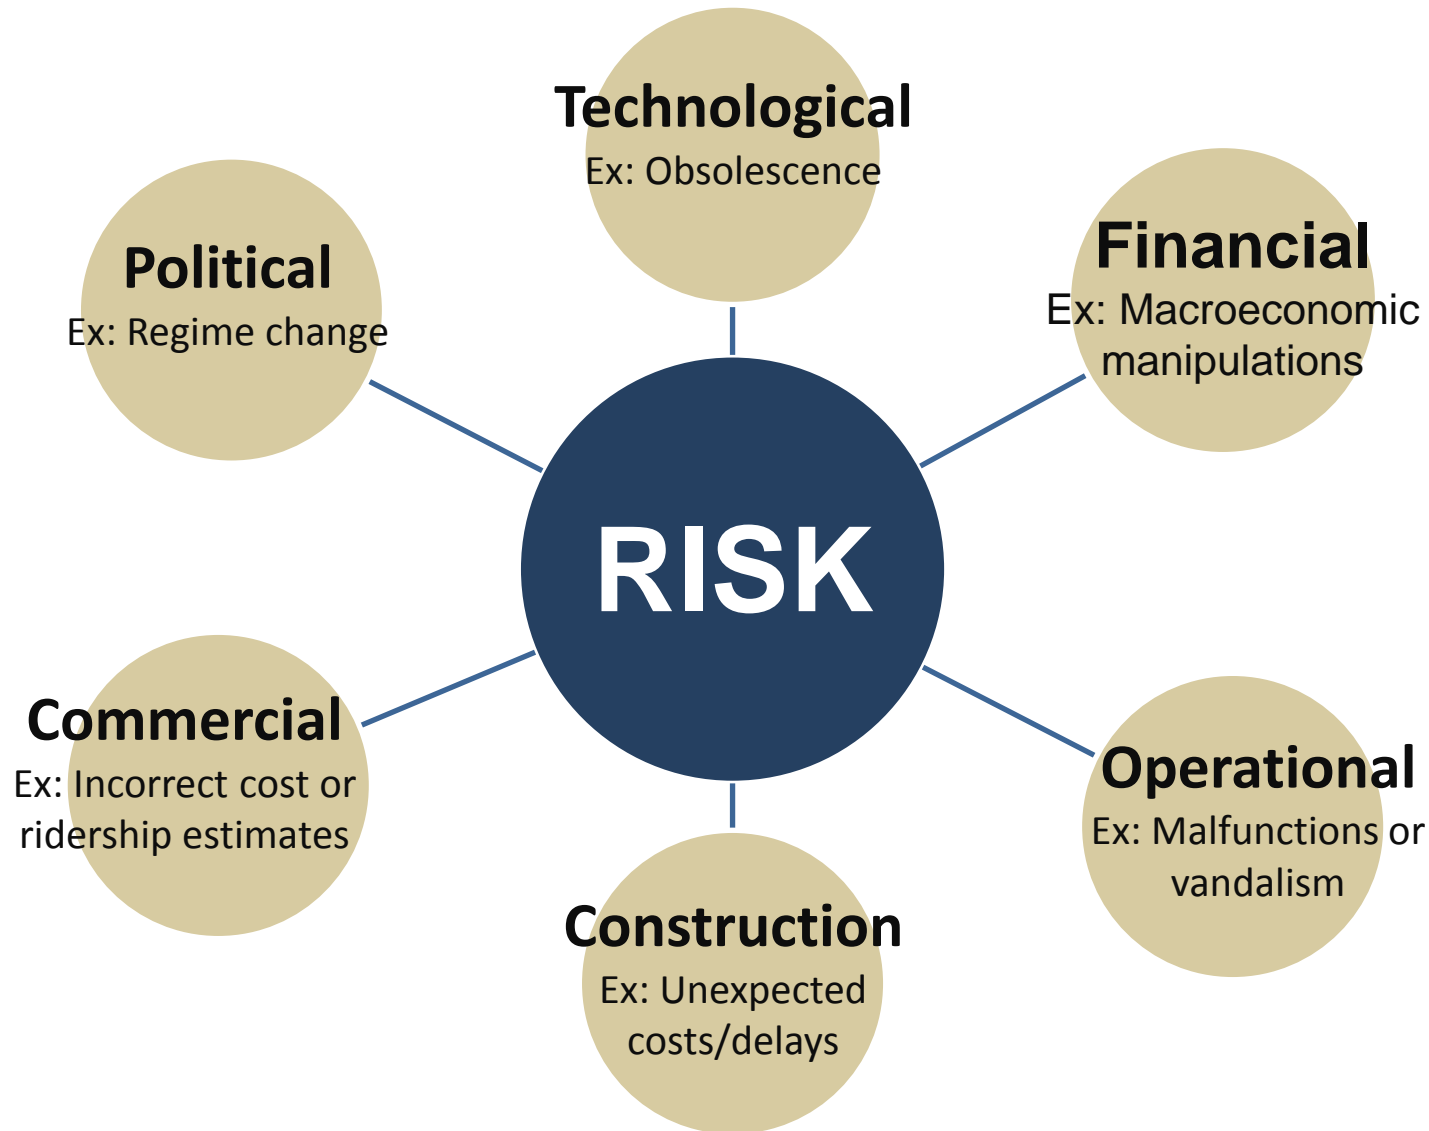 Technological
Ex: Obsolescence
Financial
Ex: Macroeconomic
manipulations
Political
Ex: Regime change
RISK
Commercial
Ex: Incorrect cost or
ridership estimates
Operational
Ex: Malfunctions or
vandalism
Construction
Ex: Unexpected
costs/delays